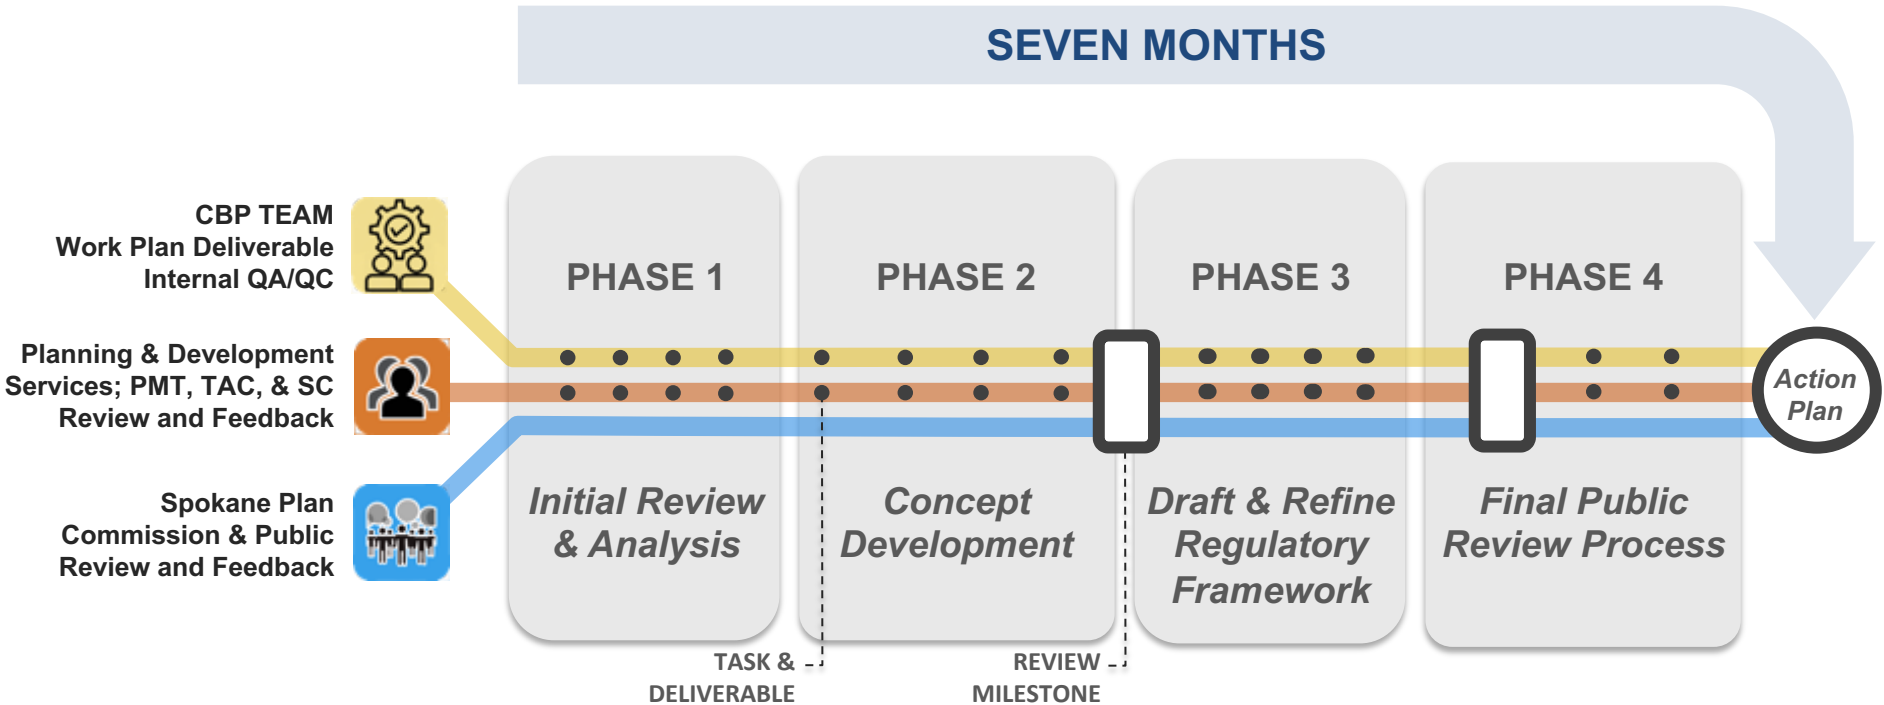 SEVEN MONTHS
CBP TEAM
Work Plan Deliverable
Internal QA/QC
Planning & Development
Services; PMT, TAC, & SC
Review and Feedback
Spokane Plan
Commission & Public
Review and Feedback
PHASE 1
Initial Review
& Analysis
PHASE 2
Concept
Development
PHASE 3
Draft & Refine
Regulatory
Framework
PHASE 4
Final Public
Review Process
Action
Plan
TASK &
DELIVERABLE
REVIEW
MILESTONE